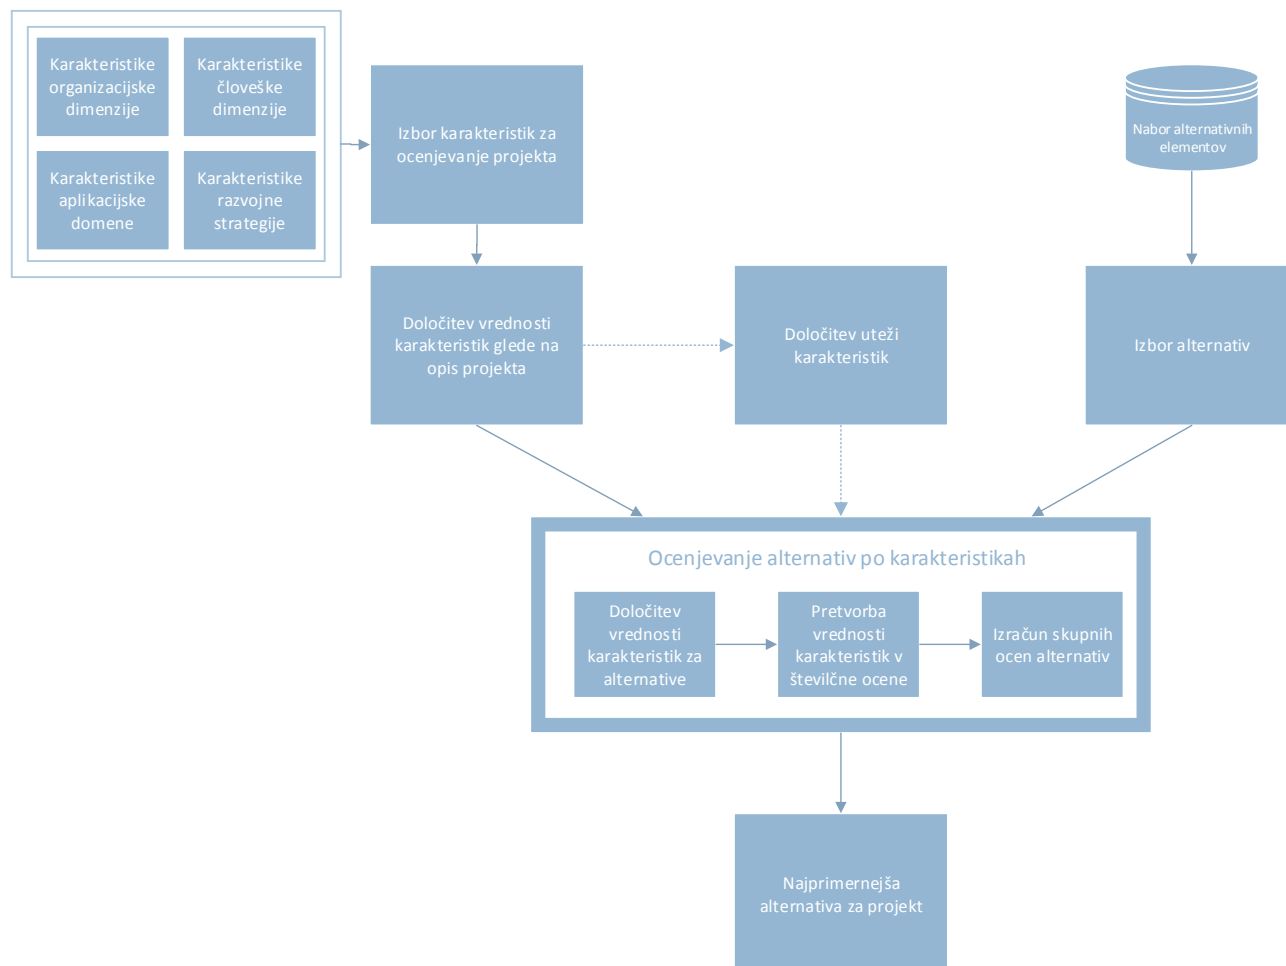 Karakteristike
organizacijske
dimenzije
Karakteristike
človeške
dimenzije
Karakteristike
aplikacijske
domene
Karakteristike
razvojne
strategije
Izbor karakteristik za
ocenjevanje projekta
Nabor alternativnih
elementov
Določitev vrednosti
karakteristik glede na
opis projekta
Določitev uteži
karakteristik
Izbor alternativ
Ocenjevanje alternativ po karakteristikah
Določitev
vrednosti
karakteristik za
alternative
Pretvorba
vrednosti
karakteristik v
številčne ocene
Izračun skupnih
ocen alternativ
Najprimernejša
alternativa za projekt